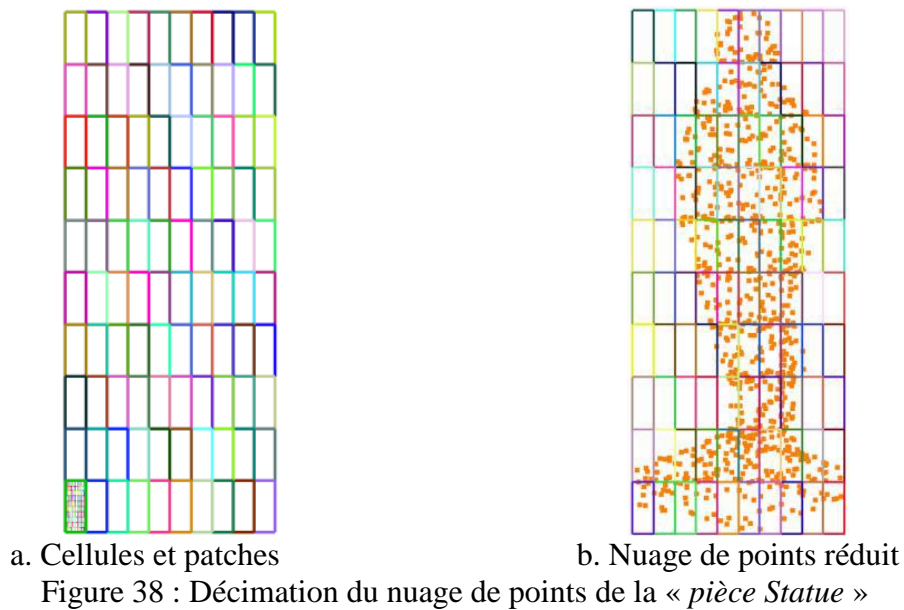 a. Cellules et patches
b. Nuage de points réduit
Figure 38 : Décimation du nuage de points de la « pièce Statue »